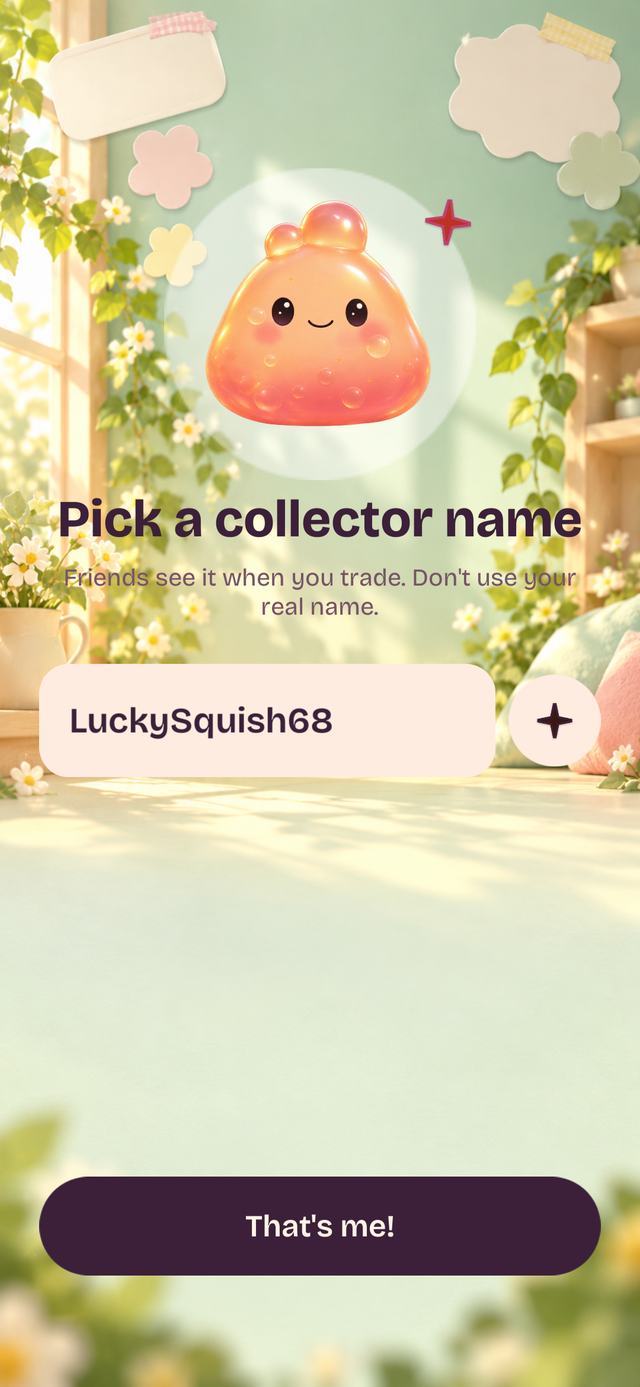 Pick a collector name
Friends see it when you trade. Don't use your
real name.
LuckySquish68
That's me!